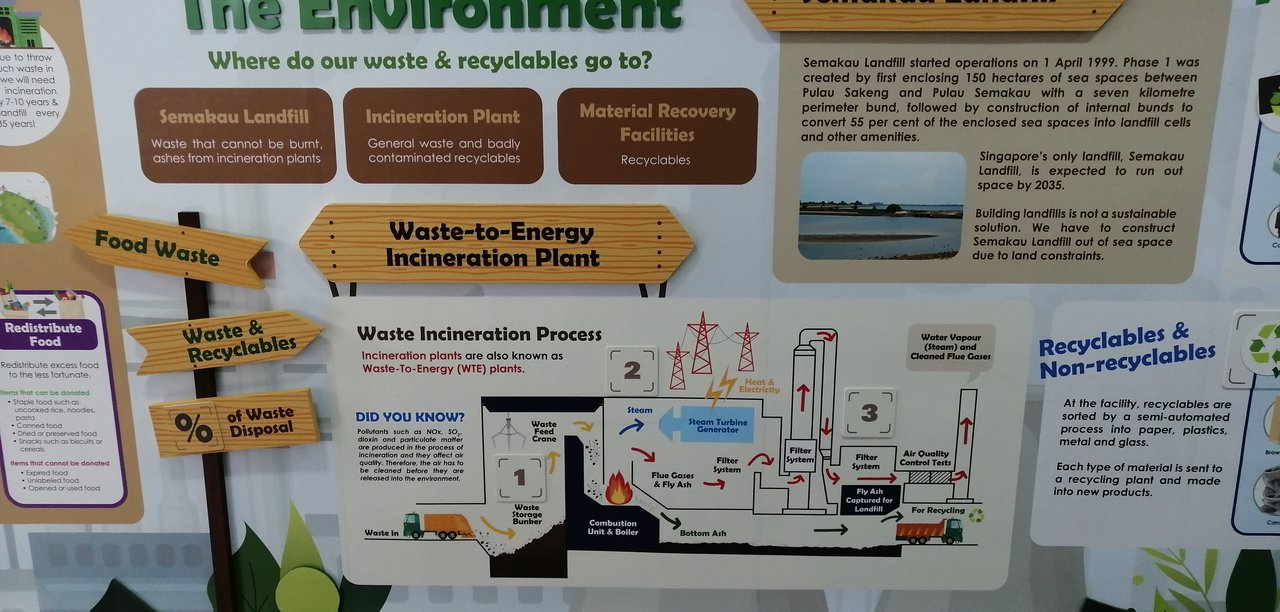 The Environment
Where do our waste & recyclables go to?
Semakau Landfill
Waste that cannot be burnt,
ashes from incineration plants
Incineration Plant
General waste and badly
contaminated recyclables
Material Recovery
Facilities
Recyclables
Semakau Landfill
Semakau Landfill started operations on 1 April 1999. Phase 1 was
created by first enclosing 150 hectares of sea spaces between
Pulau Sakeng and Pulau Semakau with a seven kilometre
perimeter bund, followed by construction of internal bunds to
convert 55 per cent of the enclosed sea spaces into landfill cells
and other amenities.
Singapore's only landfill, Semakau
Landfill, is expected to run out
space by 2035.
Building landfills is not a sustainable
solution. We have to construct
Semakau Landfill out of sea space
due to land constraints.
ue to throw
uch waste in
we will need
incineration
y 7-10 years &
andfill every
35 years!
Food Waste
Waste &
Recyclables
% of Waste
Disposal
Redistribute
Food
Redistribute excess food
to the less fortunate.
Items that can be donated
• Staple food such as
uncooked rice, noodles,
pasta
• Canned food
• Dried or preserved food
• Snacks such as biscuits or
cereals
Items that cannot be donated
• Expired food
• Unlabeled food
• Opened or used food
Waste-to-Energy
Incineration Plant
Waste Incineration Process
Incineration plants are also known as
Waste-To-Energy (WTE) plants.
DID YOU KNOW?
Pollutants such as NOx, SO₂,
dioxin and particulate matter
are produced in the process of
incineration and they affect air
quality. Therefore, the air has to
be cleaned before they are
released into the environment.
Waste In
Waste
Feed
Crane
1
Waste
Storage
Bunker
2
Steam
Steam Turbine
Generator
Heat &
Electricity
Flue Gases
& Fly Ash
Filter
System
Combustion
Unit & Boiler
Bottom Ash
Filter
System
3
Filter
System
Fly Ash
Captured for
Landfill
Air Quality
Control Tests
For Recycling
Water Vapour
(Steam) and
Cleaned Flue Gases
Recyclables &
Non-recyclables
At the facility, recyclables are
sorted by a semi-automated
process into paper, plastics,
metal and glass.
Each type of material is sent to
a recycling plant and made
into new products.